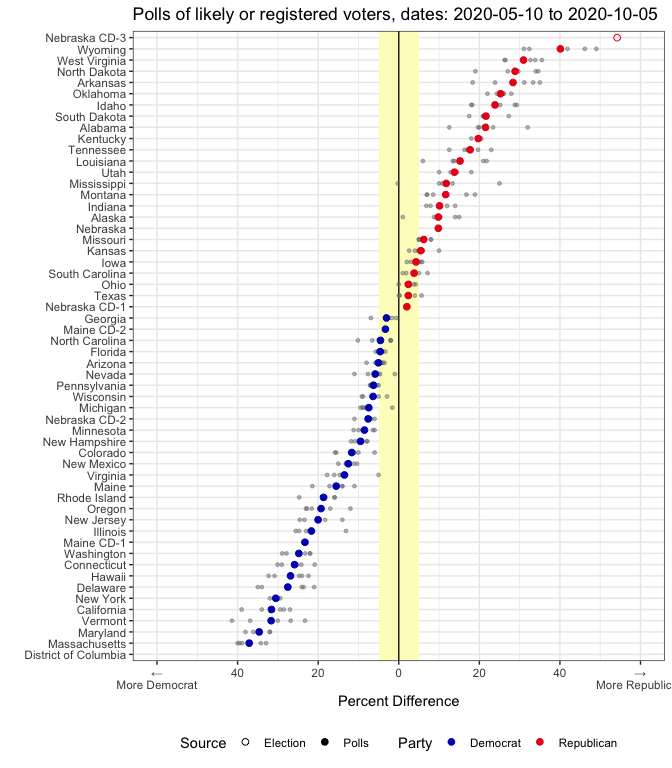 Polls of likely or registered voters, dates: 2020-05-10 to 2020-10-05
Nebraska CD-3
Wyoming
West Virginia
North Dakota
Arkansas
Oklahoma
Idaho
South Dakota
Alabama
Kentucky
Tennessee
Louisiana
Utah
Mississippi
Montana
Indiana
Alaska
Nebraska
Missouri
Kansas
Iowa
South Carolina
Ohio
Texas
Nebraska CD-1
Georgia
Maine CD-2
North Carolina
Florida
Arizona
Nevada
Pennsylvania
Wisconsin
Michigan
Nebraska CD-2
Minnesota
New Hampshire
Colorado
New Mexico
Virginia
Maine
Rhode Island
Oregon
New Jersey
Illinois
Maine CD-1
Washington
Connecticut
Hawaii
Delaware
New York
California
Vermont
Maryland
Massachusetts
District of Columbia
← 40 20 0 20 40 →
More Democrat More Republic
Percent Difference
Source Election Polls Party Democrat Republican